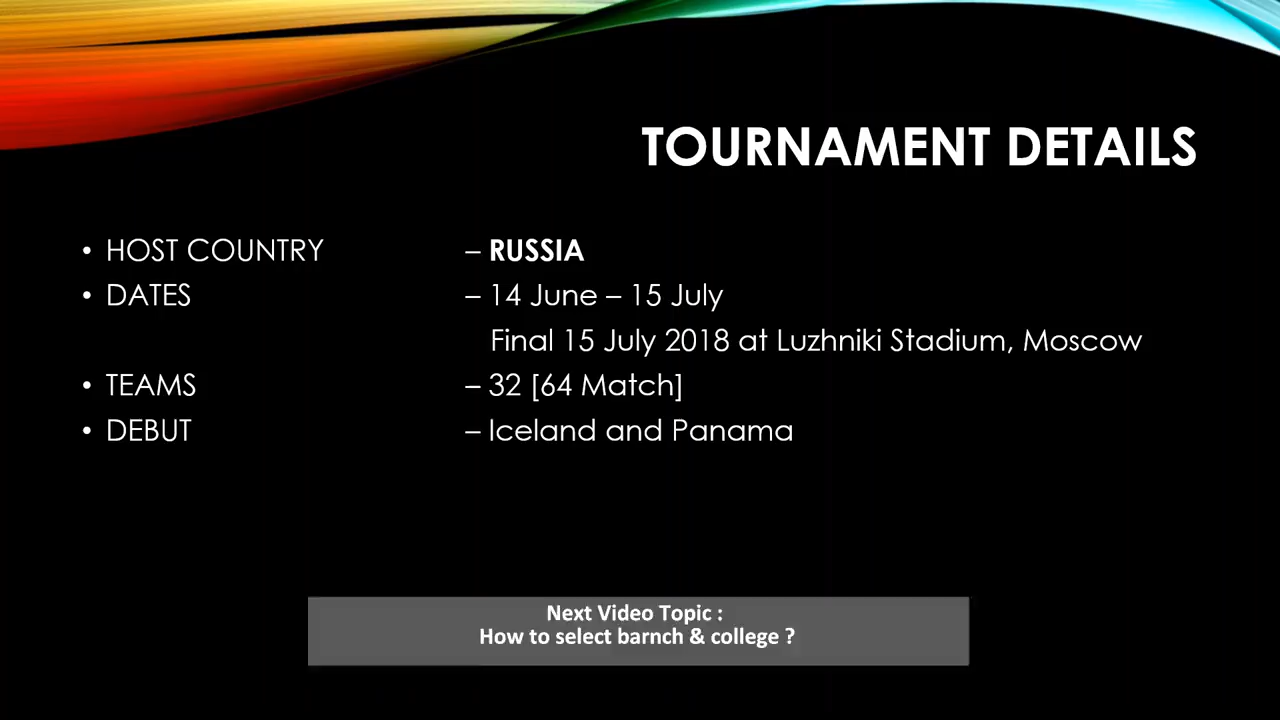 TOURNAMENT DETAILS
• HOST COUNTRY – RUSSIA
• DATES – 14 June – 15 July
Final 15 July 2018 at Luzhniki Stadium, Moscow
• TEAMS – 32 [64 Match]
• DEBUT – Iceland and Panama
Next Video Topic :
How to select barnch & college ?